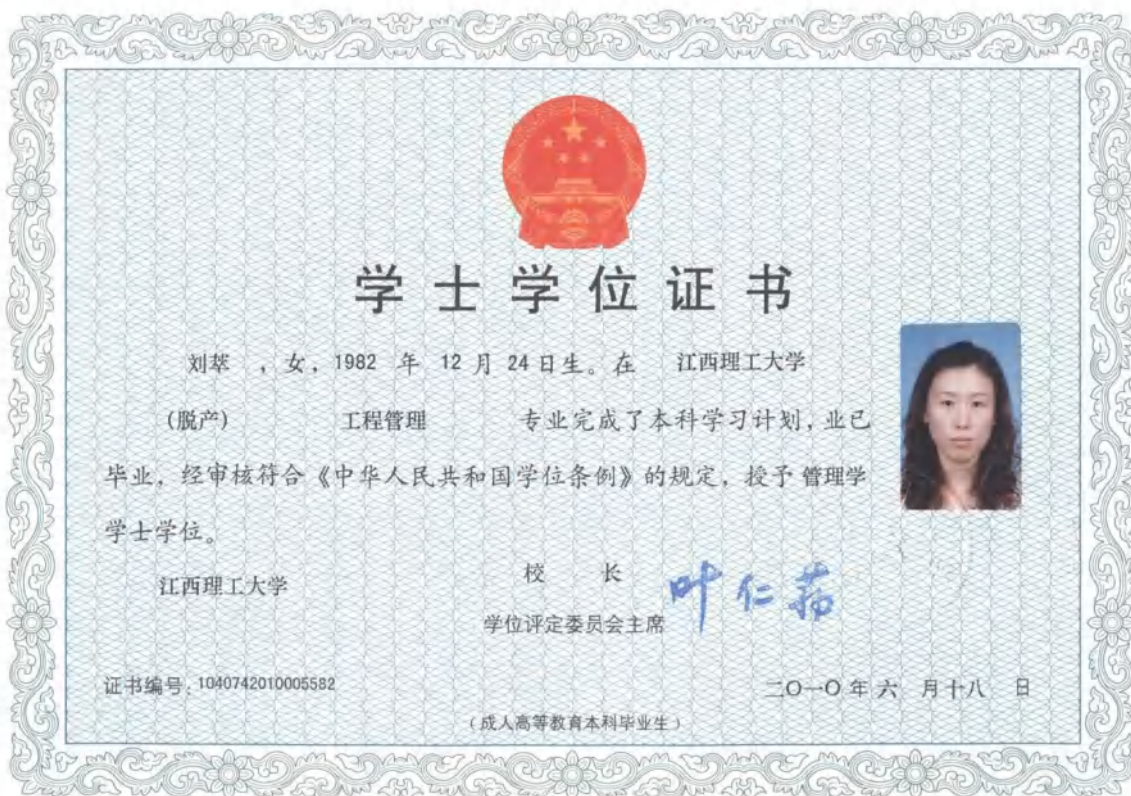 学士学位证书
刘翃 ，女，1982 年 12 月 24 日生。在 江西理工大学
（脱产） 工程管理 专业完成了本科学习计划，业已
毕业，经审核符合《中华人民共和国学位条例》的规定，授予 管理学
学士学位。
江西理工大学
校 长 叶仁荪
学位评定委员会主席
证书编号：1040742010005582
二〇一〇 年 六 月 十八 日
（成人高等教育本科毕业生）